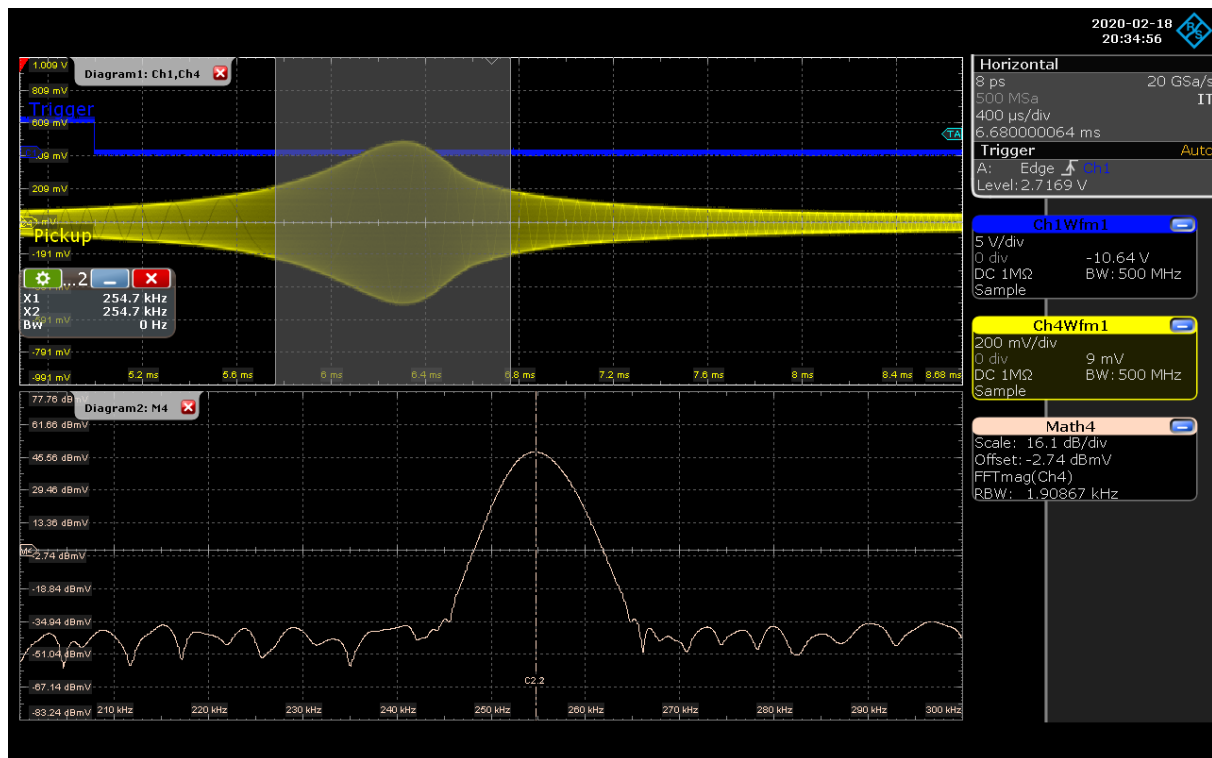 2020-02-18
20:34:56
Diagram1: Ch1,Ch4
1.009 V
809 mV
Trigger
609 mV
209 mV
Pickup
-191 mV
...2
X1 254.7 kHz
X2 254.7 kHz
BW 0 Hz
-791 mV
-991 mV
5.2 ms 5.6 ms 6 ms 6.4 ms 6.8 ms 7.2 ms 7.6 ms 8 ms 8.4 ms 8.68 ms
TA
Horizontal
8 ps 20 GSa/s
500 MSa IT
400 µs/div
6.680000064 ms
Trigger Auto
A: Edge Ch1
Level: 2.7169 V
Ch1Wfm1
5 V/div
0 div -10.64 V
DC 1MΩ BW: 500 MHz
Sample
Ch4Wfm1
200 mV/div
0 div 9 mV
DC 1MΩ BW: 500 MHz
Sample
Math4
Scale: 16.1 dB/div
Offset: -2.74 dBmV
FFTmag(Ch4)
RBW: 1.90867 kHz
Diagram2: M4
77.76 dBmV
61.66 dBmV
45.56 dBmV
29.46 dBmV
13.36 dBmV
-2.74 dBmV
-18.84 dBmV
-34.94 dBmV
-51.04 dBmV
-67.14 dBmV
-83.24 dBmV
C2.2
210 kHz 220 kHz 230 kHz 240 kHz 250 kHz 260 kHz 270 kHz 280 kHz 290 kHz 300 kHz